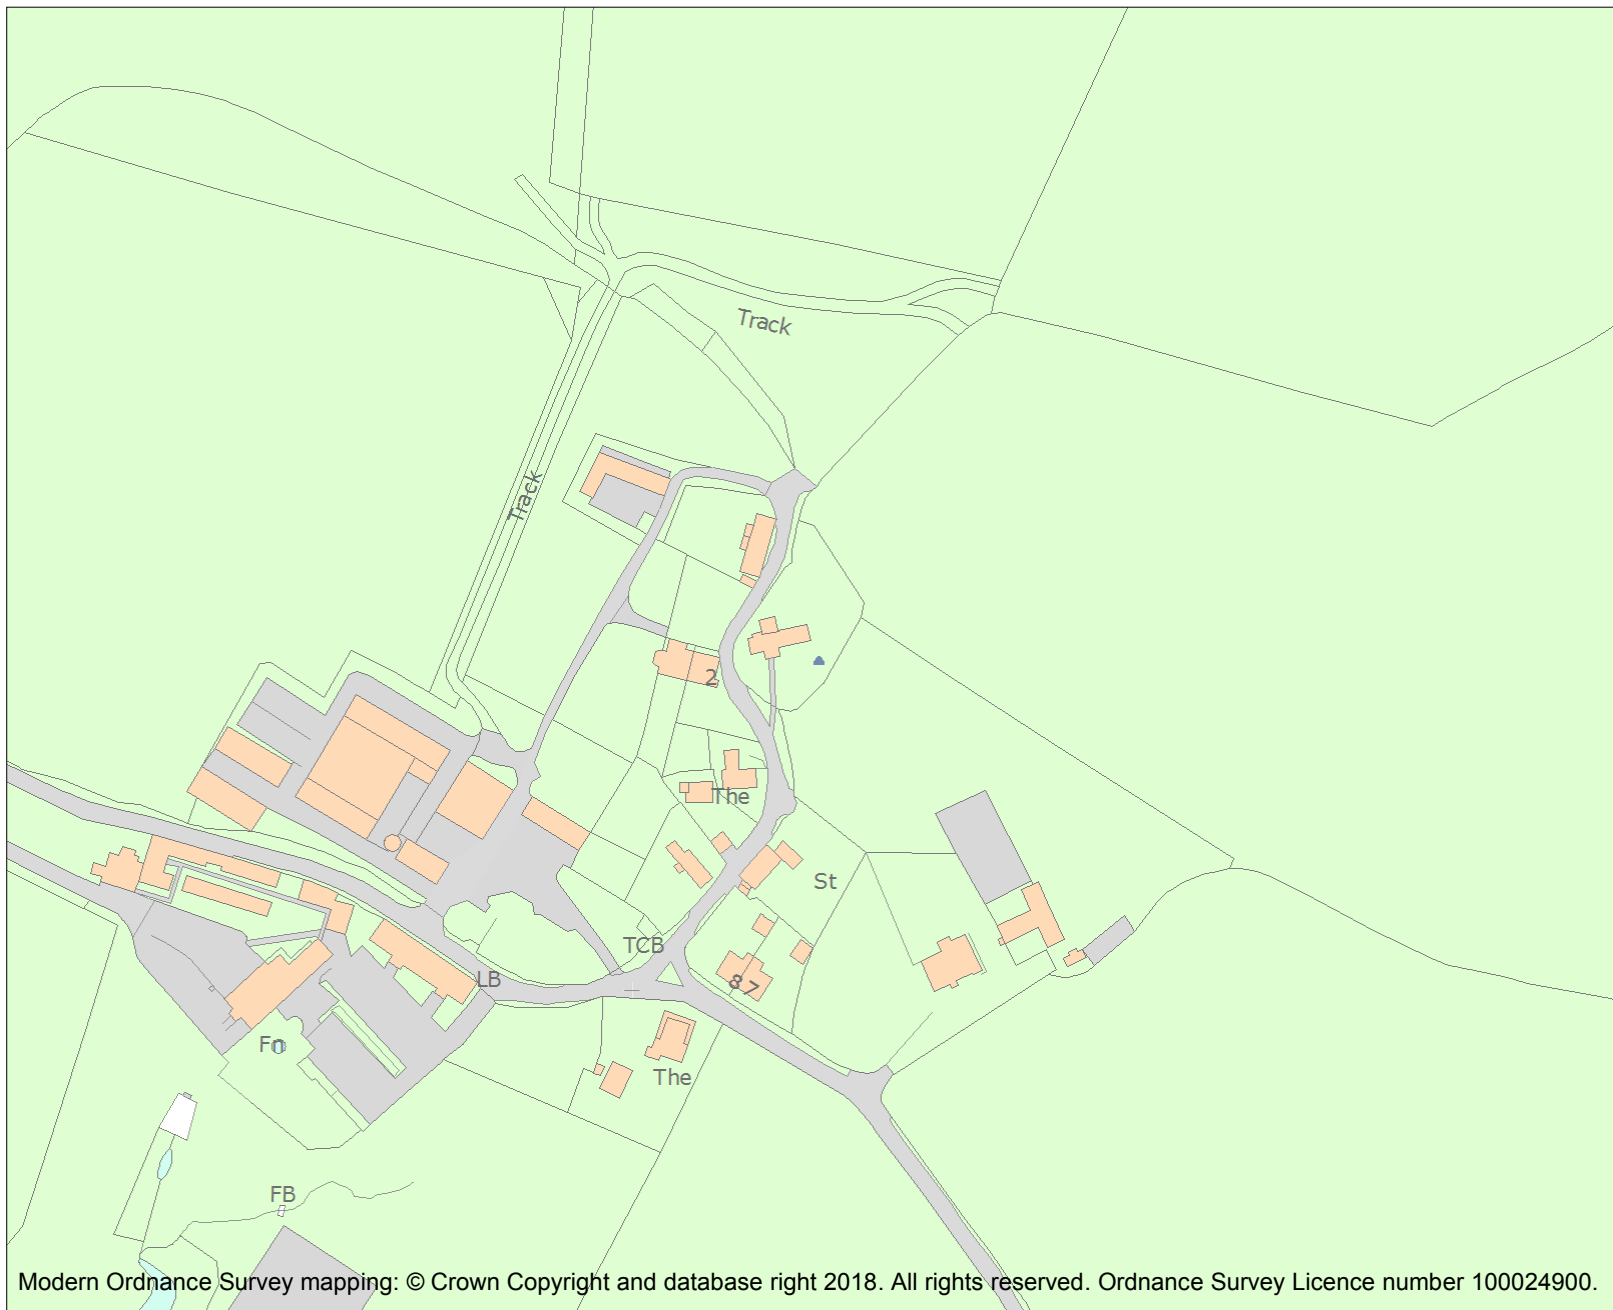 Track
Track
2
The
St
TCB
LB
8 7
Fn
The
FB
Modern Ordnance Survey mapping: © Crown Copyright and database right 2018. All rights reserved. Ordnance Survey Licence number 100024900.